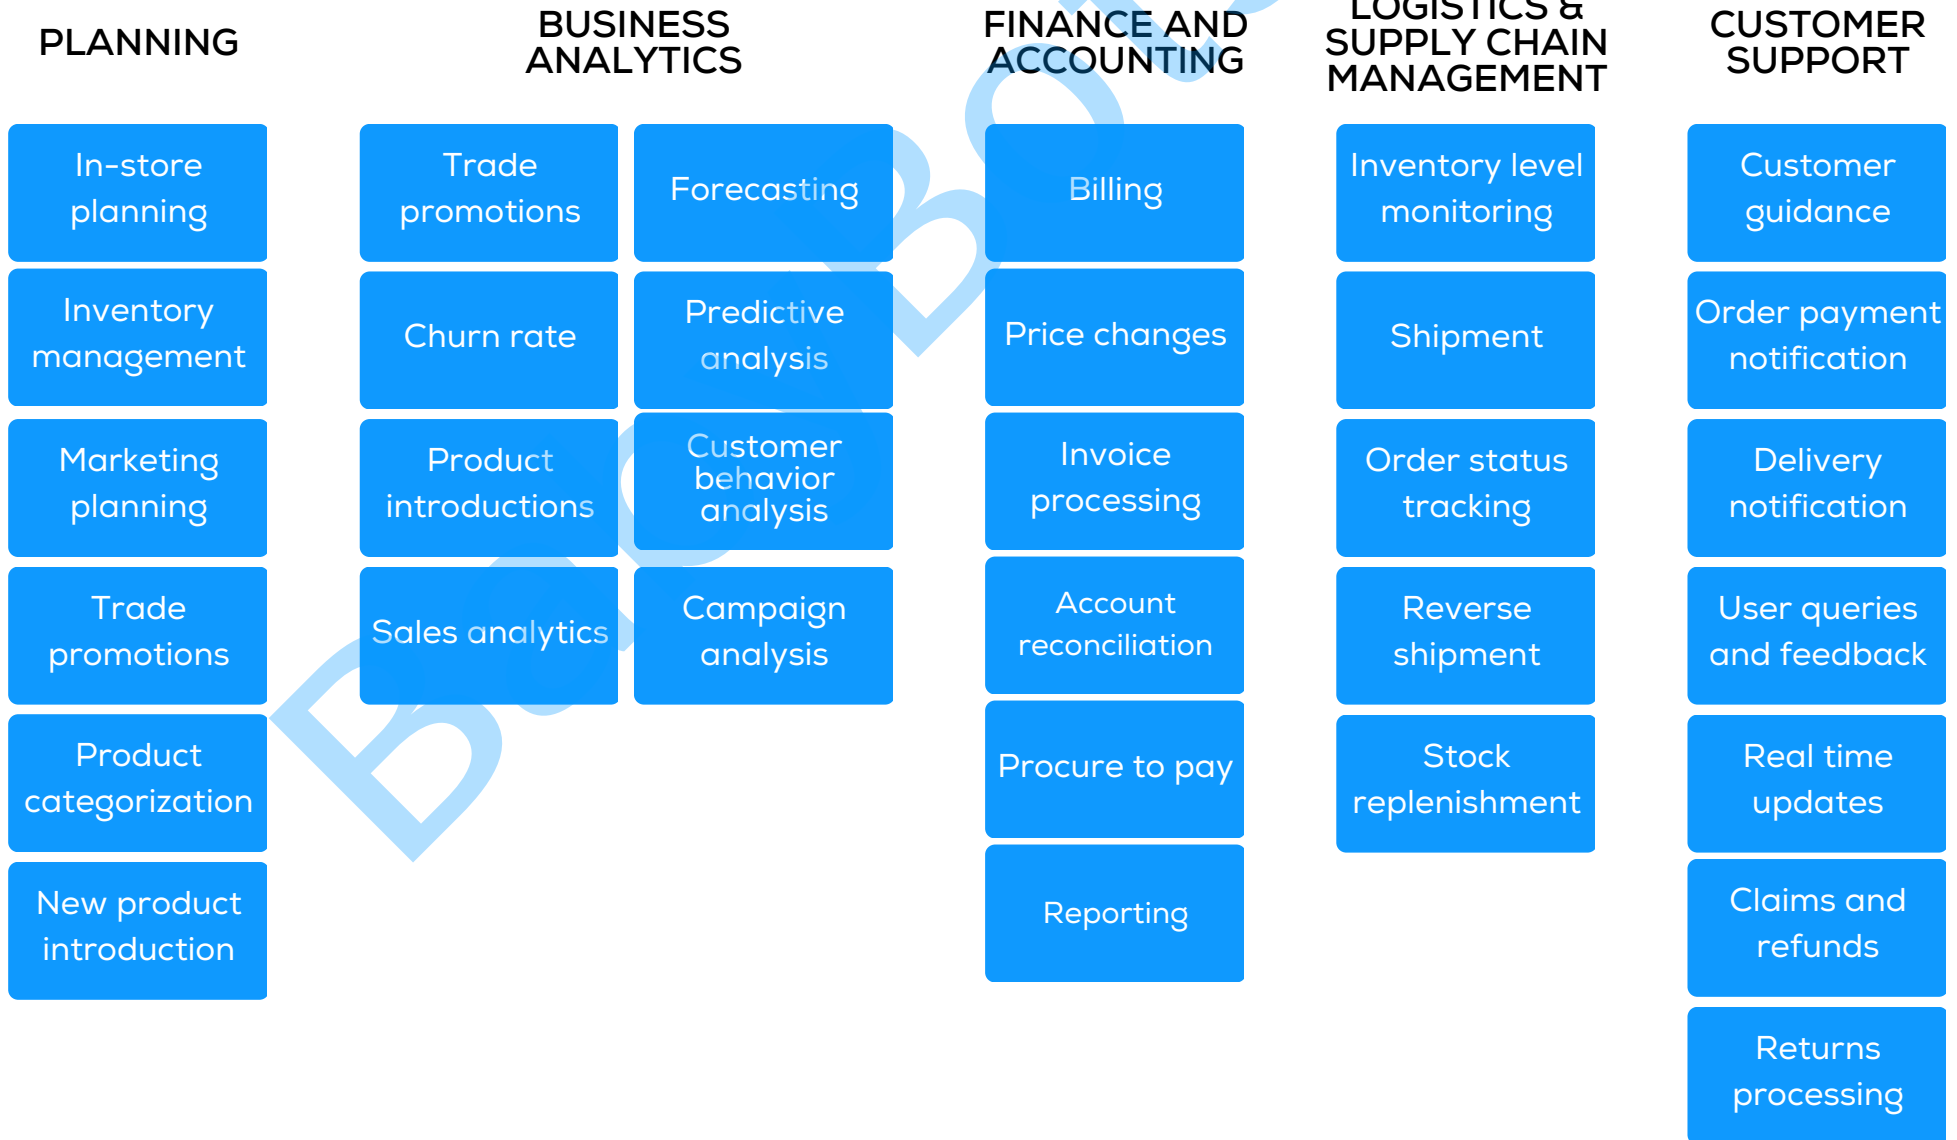 PLANNING
In-store
planning
Inventory
management
Marketing
planning
Trade
promotions
Product
categorization
New product
introduction
BUSINESS
ANALYTICS
Trade
promotions
Churn rate
Product
introductions
Sales analytics
Forecasting
Predictive
analysis
Customer
behavior
analysis
Campaign
analysis
FINANCE AND
ACCOUNTING
Billing
Price changes
Invoice
processing
Account
reconciliation
Procure to pay
Reporting
LOGISTICS &
SUPPLY CHAIN
MANAGEMENT
Inventory level
monitoring
Shipment
Order status
tracking
Reverse
shipment
Stock
replenishment
CUSTOMER
SUPPORT
Customer
guidance
Order payment
notification
Delivery
notification
User queries
and feedback
Real time
updates
Claims and
refunds
Returns
processing